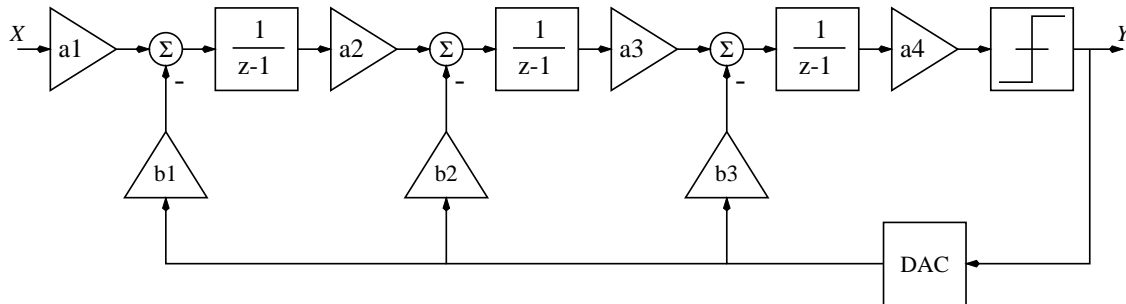 X
a1
Σ
1
z-1
a2
Σ
1
z-1
a3
Σ
1
z-1
a4
Y
-
-
-
b1
b2
b3
DAC